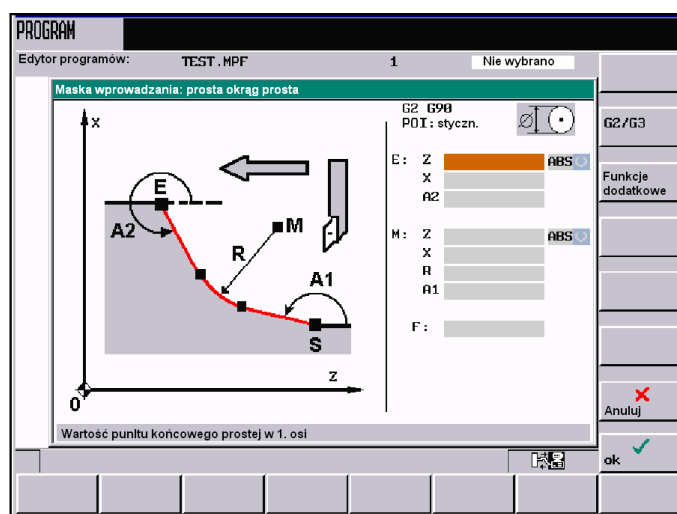 PROGRAM
Edytor programów: TEST.MPF 1 Nie wybrano
Maska wprowadzania: prosta okrąg prosta
X
E
A2
M
R
A1
S
Z
0
G2 G90
POI: styczn.
E: Z ABS
X
A2
M: Z ABS
X
R
A1
F:
Wartość punltu końcowego prostej w 1. osi
G2/G3
Funkcje
dodatkowe
Anuluj
ok